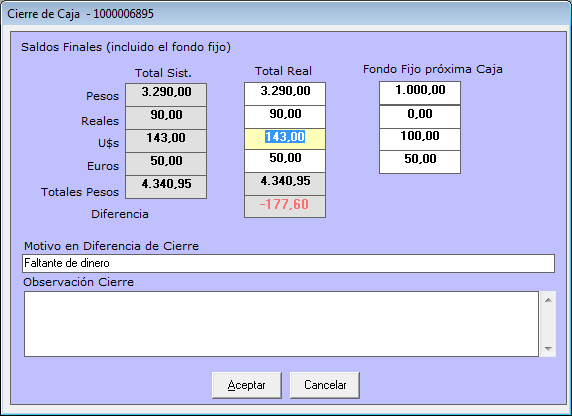 Cierre de Caja - 1000006895
Saldos Finales (incluido el fondo fijo)
Total Sist. Total Real Fondo Fijo próxima Caja
Pesos 3.290,00 3.290,00 1.000,00
Reales 90,00 90,00 0,00
U$s 143,00 143,00 100,00
Euros 50,00 50,00 50,00
Totales Pesos 4.340,95 4.340,95
Diferencia -177,60
Motivo en Diferencia de Cierre
Faltante de dinero
Observación Cierre
Aceptar Cancelar